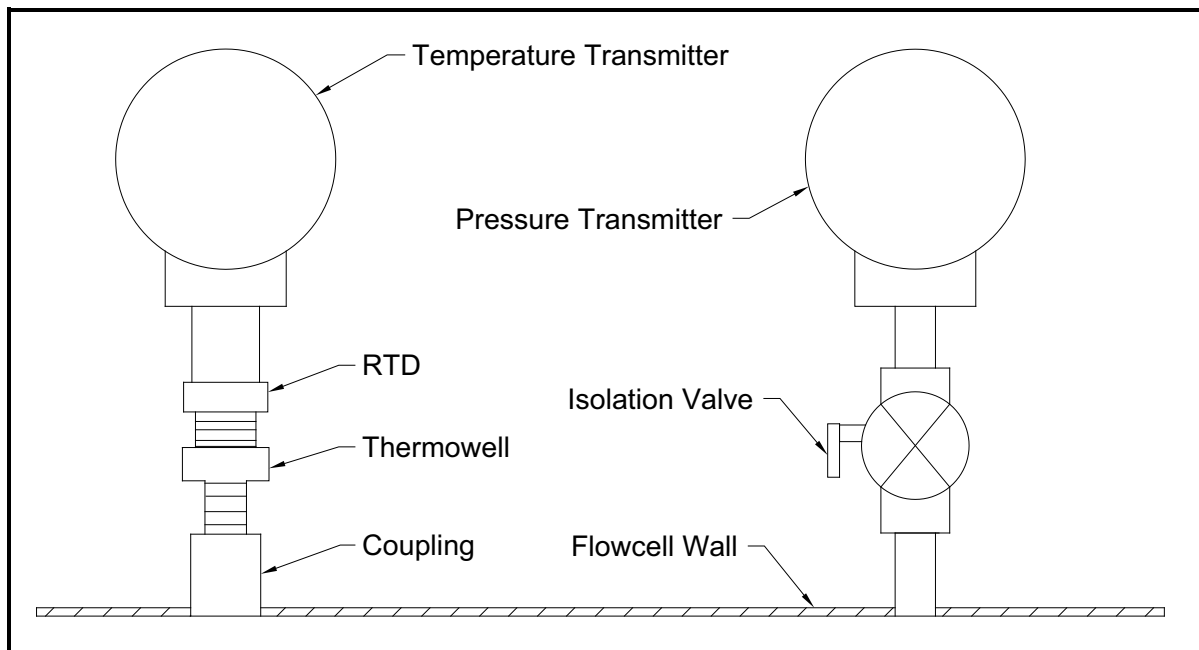 Temperature Transmitter
Pressure Transmitter
RTD
Isolation Valve
Thermowell
Coupling
Flowcell Wall